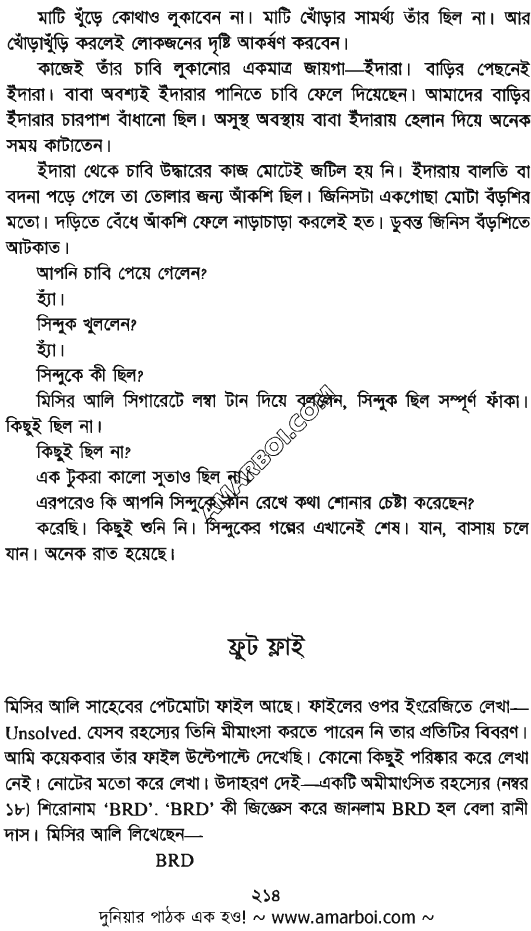 মাটি খুঁড়ে কোথাও লুকাবেন না। মাটি খোঁড়ার সামর্থ্য তাঁর ছিল না। আর
খোঁড়াখুঁড়ি করলেই লোকজনের দৃষ্টি আকর্ষণ করবেন।
কাজেই তাঁর চাবি লুকানোর একমাত্র জায়গা—ইঁদারা। বাড়ির পেছনেই
ইঁদারা। বাবা অবশ্যই ইঁদারার পানিতে চাবি ফেলে দিয়েছেন। আমাদের বাড়ির
ইঁদারার চারপাশ বাঁধানো ছিল। অসুস্থ অবস্থায় বাবা ইঁদারায় হেলান দিয়ে অনেক
সময় কাটাতেন।
ইঁদারা থেকে চাবি উদ্ধারের কাজ মোটেই জটিল হয় নি। ইঁদারায় বালতি বা
বদনা পড়ে গেলে তা তোলার জন্য আঁকশি ছিল। জিনিসটা একগোছা মোটা বঁড়শির
মতো। দড়িতে বেঁধে আঁকশি ফেলে নাড়াচাড়া করলেই হত। ডুবন্ত জিনিস বঁড়শিতে
আটকাত।
আপনি চাবি পেয়ে গেলেন?
হ্যাঁ।
সিন্দুক খুললেন?
হ্যাঁ।
সিন্দুকে কী ছিল?
মিসির আলি সিগারেটে লম্বা টান দিয়ে বললেন, সিন্দুক ছিল সম্পূর্ণ ফাঁকা।
কিছুই ছিল না।
কিছুই ছিল না?
এক টুকরা কালো সুতাও ছিল না।
এরপরেও কি আপনি সিন্দুকে কান রেখে কথা শোনার চেষ্টা করেছেন?
করেছি। কিছুই শুনি নি। সিন্দুকের গল্পের এখানেই শেষ। যান, বাসায় চলে
যান। অনেক রাত হয়েছে।
AMARBOI.COM
ফ্রুট ফ্লাই
মিসির আলি সাহেবের পেটমোটা ফাইল আছে। ফাইলের ওপর ইংরেজিতে লেখা—
Unsolved. যেসব রহস্যের তিনি মীমাংসা করতে পারেন নি তার প্রতিটির বিবরণ।
আমি কয়েকবার তাঁর ফাইল উল্টেপাল্টে দেখেছি। কোনো কিছুই পরিষ্কার করে লেখা
নেই। নোটের মতো করে লেখা। উদাহরণ দেই—একটি অমীমাংসিত রহস্যের (নম্বর
১৮) শিরোনাম ‘BRD’. ‘BRD’ কী জিজ্ঞেস করে জানলাম BRD হল বেলা রানী
দাস। মিসির আলি লিখেছেন—
BRD
২১৪
দুনিয়ার পাঠক এক হও! ~ www.amarboi.com ~